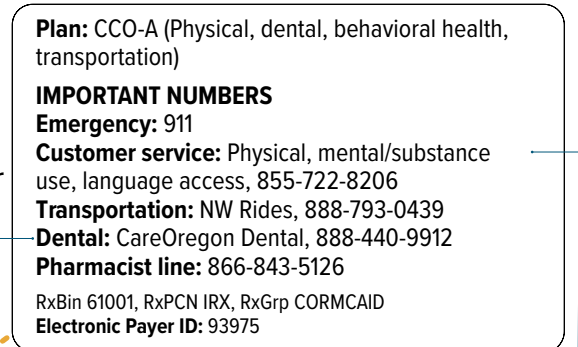 Plan: CCO-A (Physical, dental, behavioral health,
transportation)
IMPORTANT NUMBERS
Emergency: 911
Customer service: Physical, mental/substance
use, language access, 855-722-8206
Transportation: NW Rides, 888-793-0439
Dental: CareOregon Dental, 888-440-9912
Pharmacist line: 866-843-5126
RxBin 61001, RxPCN IRX, RxGrp CORMCAID
Electronic Payer ID: 93975